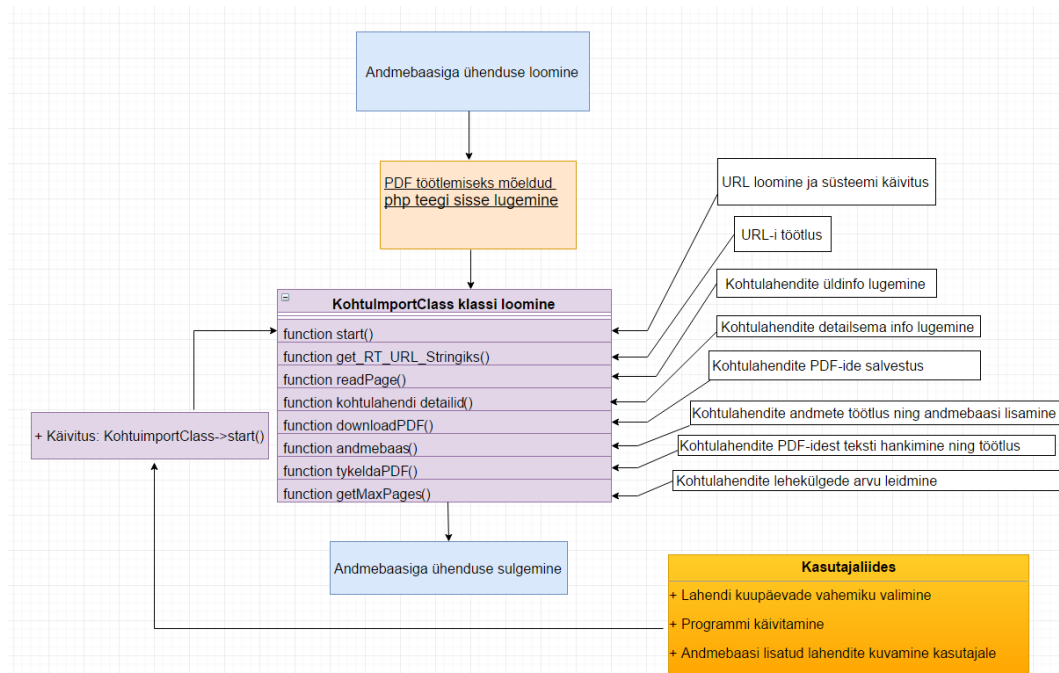 Andmebaasiga ühenduse loomine
PDF töötlemiseks mõeldud
php teegi sisse lugemine
URL loomine ja süsteemi käivitus
URL-i töötlus
Kohtulahendite üldinfo lugemine
Kohtulahendite detailsema info lugemine
Kohtulahendite PDF-ide salvestus
Kohtulahendite andmete töötlus ning andmebaasi lisamine
Kohtulahendite PDF-idest teksti hankimine ning töötlus
Kohtulahendite lehekülgede arvu leidmine
KohtuImportClass klassi loomine
function start()
function get_RT_URL_Stringiks()
function readPage()
function kohtulahendi detailid()
function downloadPDF()
function andmebaas()
function tykeldaPDF()
function getMaxPages()
+ Käivitus: KohtuimportClass->start()
Andmebaasiga ühenduse sulgemine
Kasutajaliides
+ Lahendi kuupäevade vahemiku valimine
+ Programmi käivitamine
+ Andmebaasi lisatud lahendite kuvamine kasutajale